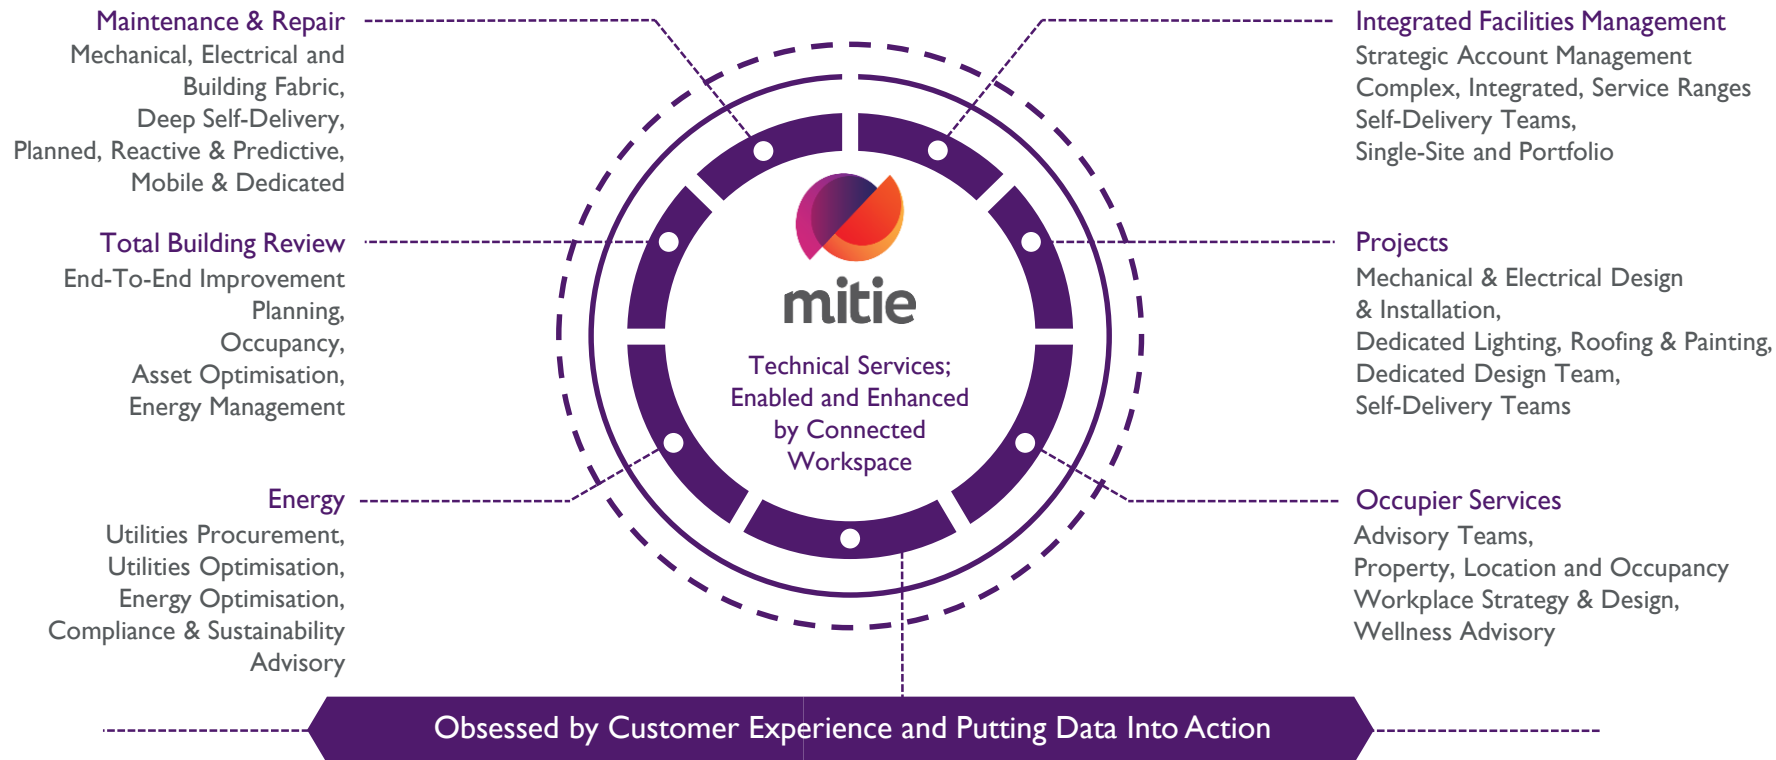 Maintenance & Repair
Mechanical, Electrical and
Building Fabric,
Deep Self-Delivery,
Planned, Reactive & Predictive,
Mobile & Dedicated
Total Building Review
End-To-End Improvement
Planning,
Occupancy,
Asset Optimisation,
Energy Management
Energy
Utilities Procurement,
Utilities Optimisation,
Energy Optimisation,
Compliance & Sustainability
Advisory
mitie
Technical Services;
Enabled and Enhanced
by Connected
Workspace
Integrated Facilities Management
Strategic Account Management
Complex, Integrated, Service Ranges
Self-Delivery Teams,
Single-Site and Portfolio
Projects
Mechanical & Electrical Design
& Installation,
Dedicated Lighting, Roofing & Painting,
Dedicated Design Team,
Self-Delivery Teams
Occupier Services
Advisory Teams,
Property, Location and Occupancy
Workplace Strategy & Design,
Wellness Advisory
Obsessed by Customer Experience and Putting Data Into Action